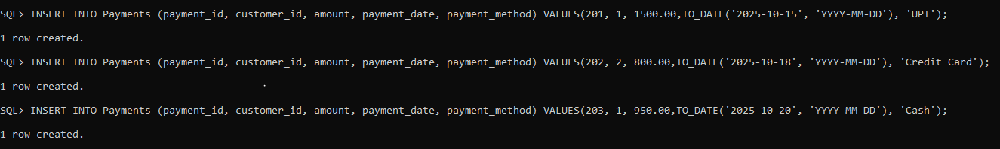 SQL> INSERT INTO Payments (payment_id, customer_id, amount, payment_date, payment_method) VALUES(201, 1, 1500.00,TO_DATE('2025-10-15', 'YYYY-MM-DD'), 'UPI');
1 row created.
SQL> INSERT INTO Payments (payment_id, customer_id, amount, payment_date, payment_method) VALUES(202, 2, 800.00,TO_DATE('2025-10-18', 'YYYY-MM-DD'), 'Credit Card');
1 row created.
SQL> INSERT INTO Payments (payment_id, customer_id, amount, payment_date, payment_method) VALUES(203, 1, 950.00,TO_DATE('2025-10-20', 'YYYY-MM-DD'), 'Cash');
1 row created.